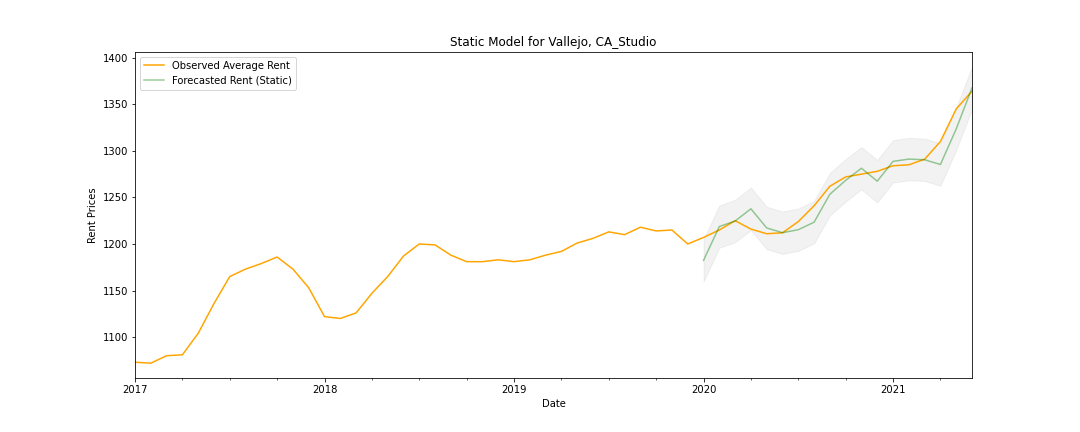 Static Model for Vallejo, CA_Studio
Observed Average Rent
Forecasted Rent (Static)
1400
1350
1300
1250
1200
1150
1100
Rent Prices
2017
2018
2019
2020
2021
Date